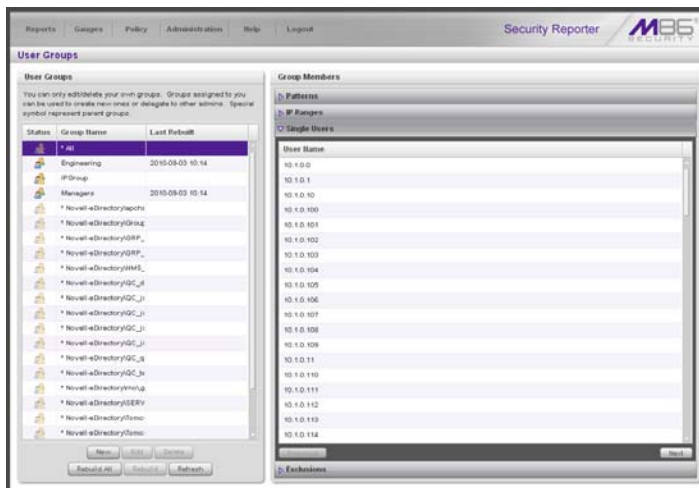 Reports Gauges Policy Administration Help Logout
Security Reporter
M86
SECURITY
User Groups
User Groups
You can only edit/delete your own groups. Groups assigned to you
can be used to create new ones or delegate to other admins. Special
symbol represent parent groups.
Status Group Name Last Rebuilt
* All
Engineering 2010-09-03 10:14
IPGroup
Managers 2010-09-03 10:14
* Novell-eDirectory\apchs
* Novell-eDirectory\Group
* Novell-eDirectory\GRP_
* Novell-eDirectory\GRP_
* Novell-eDirectory\HMS_
* Novell-eDirectory\QC_d
* Novell-eDirectory\QC_jc
* Novell-eDirectory\QC_jc
* Novell-eDirectory\QC_jc
* Novell-eDirectory\QC_jc
* Novell-eDirectory\QC_q
* Novell-eDirectory\QC_te
* Novell-eDirectory\SERV
* Novell-eDirectory\Tomc
* Novell-eDirectory\Tomc
New Edit Delete
Rebuild All Rebuild Refresh
Group Members
Patterns
IP Ranges
Single Users
User Name
10.1.0.0
10.1.0.1
10.1.0.10
10.1.0.100
10.1.0.101
10.1.0.102
10.1.0.103
10.1.0.104
10.1.0.105
10.1.0.106
10.1.0.107
10.1.0.108
10.1.0.109
10.1.0.11
10.1.0.110
10.1.0.111
10.1.0.112
10.1.0.113
10.1.0.114
Next
Exclusions